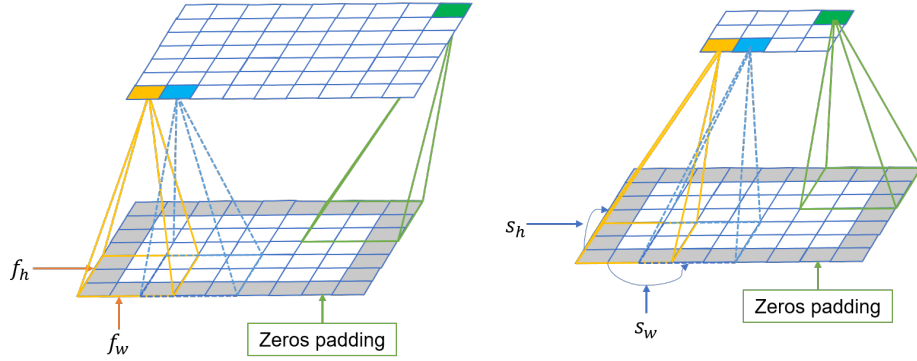 f_h
f_w
Zeros padding
s_h
s_w
Zeros padding